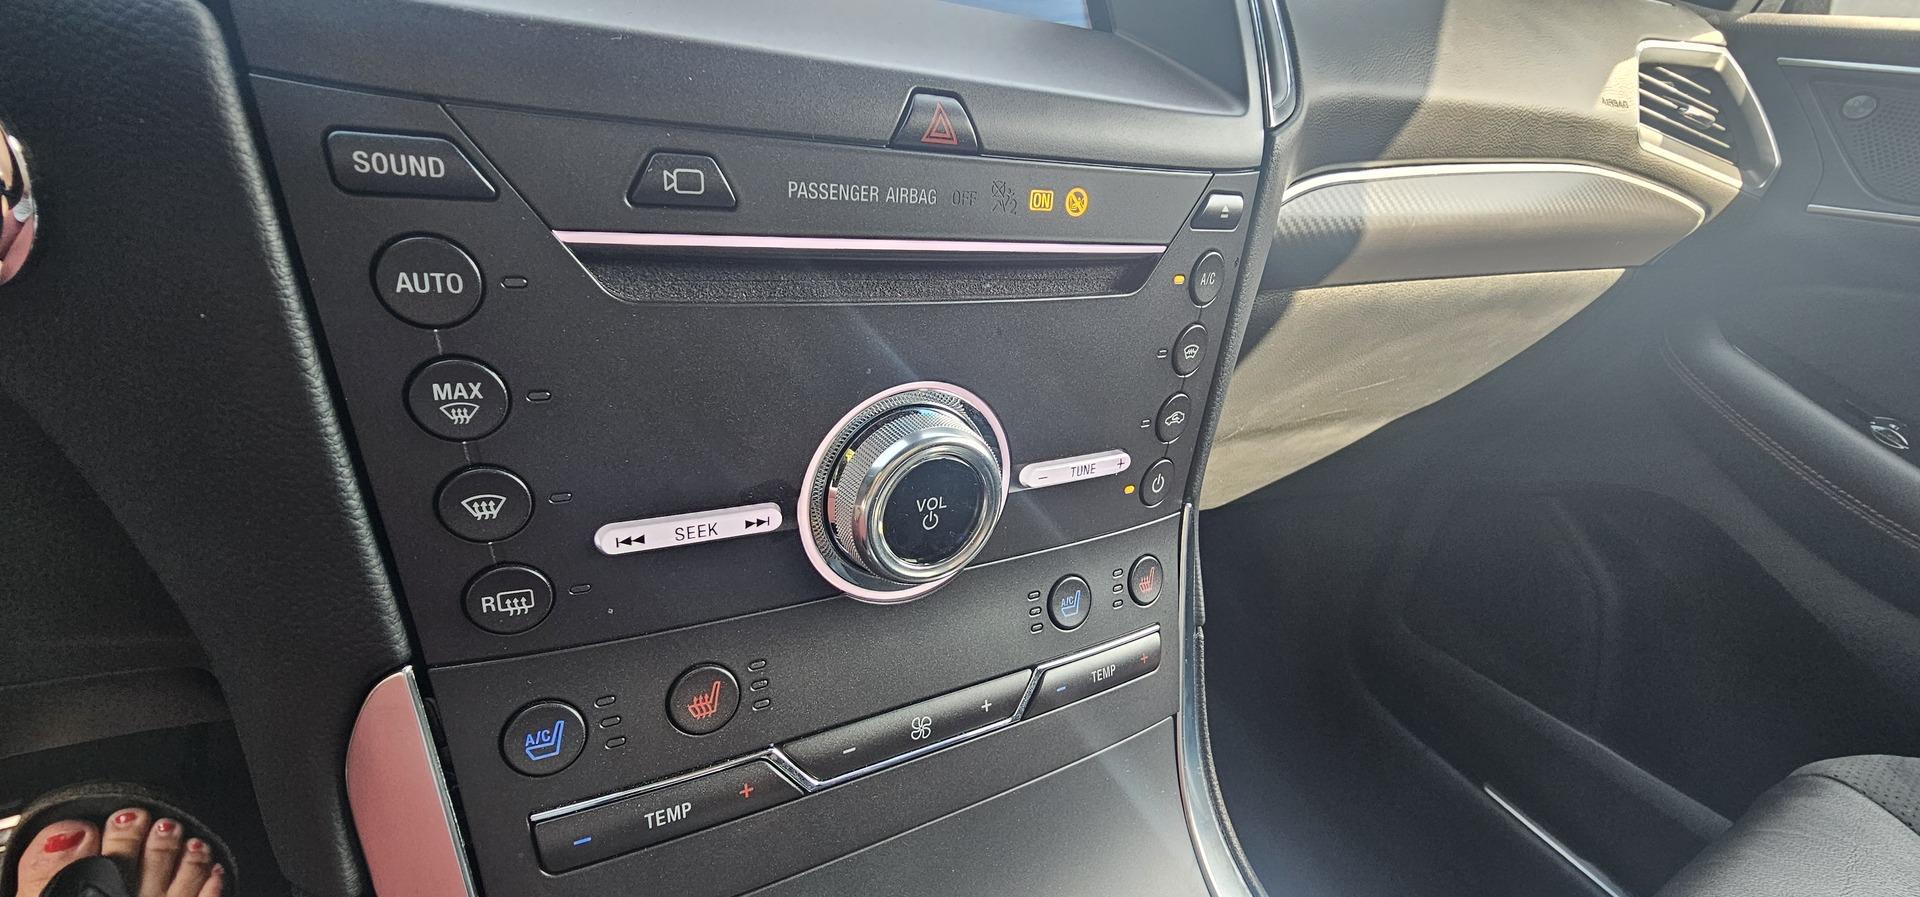 SOUND
PASSENGER AIRBAG OFF ON
AIRBAG
AUTO
A/C
MAX
VOL
TUNE
SEEK
R
A/C
A/C
TEMP
TEMP